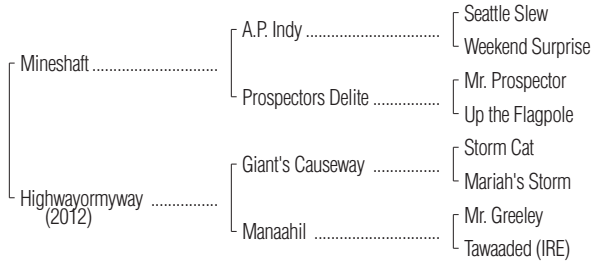 Seattle Slew
A.P. Indy ..............................
Weekend Surprise
Mineshaft ............................
Mr. Prospector
Prospectors Delite ...............
Up the Flagpole
Storm Cat
Giant's Causeway ...............
Mariah's Storm
Highwayormyway ...............
(2012)
Mr. Greeley
Manaahil ............................
Tawaaded (IRE)